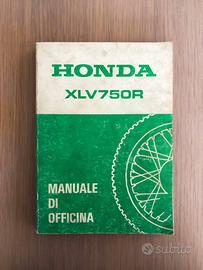 HONDA
XLV750R
MANUALE
DI
OFFICINA
subito